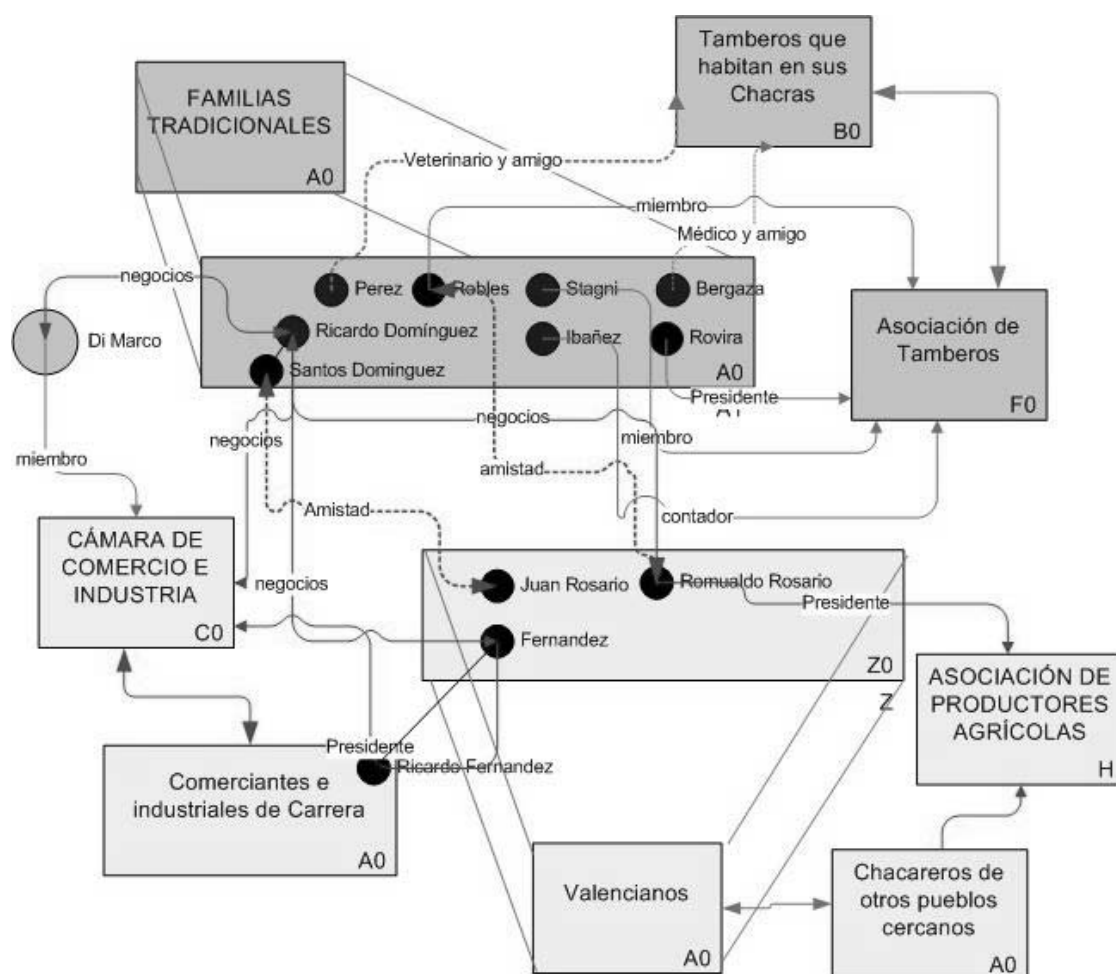 FAMILIAS
TRADICIONALES
A0
Tamberos que
habitan en sus
Chacras
B0
Veterinario y amigo
miembro
Médico y amigo
negocios
Di Marco
Perez
Robles
Stagni
Bergaza
Ricardo Domínguez
Ibañez
Rovira
Santos Dominguez
A0
Presidente
Asociación de
Tamberos
F0
negocios
negocios
miembro
miembro
amistad
Amistad
contador
CÁMARA DE
COMERCIO E
INDUSTRIA
C0
negocios
Juan Rosario
Romualdo Rosario
Presidente
Fernandez
Z0
Z
ASOCIACIÓN DE
PRODUCTORES
AGRÍCOLAS
H
Presidente
Ricardo Fernandez
Comerciantes e
industriales de Carrera
A0
Valencianos
A0
Chacareros de
otros pueblos
cercanos
A0